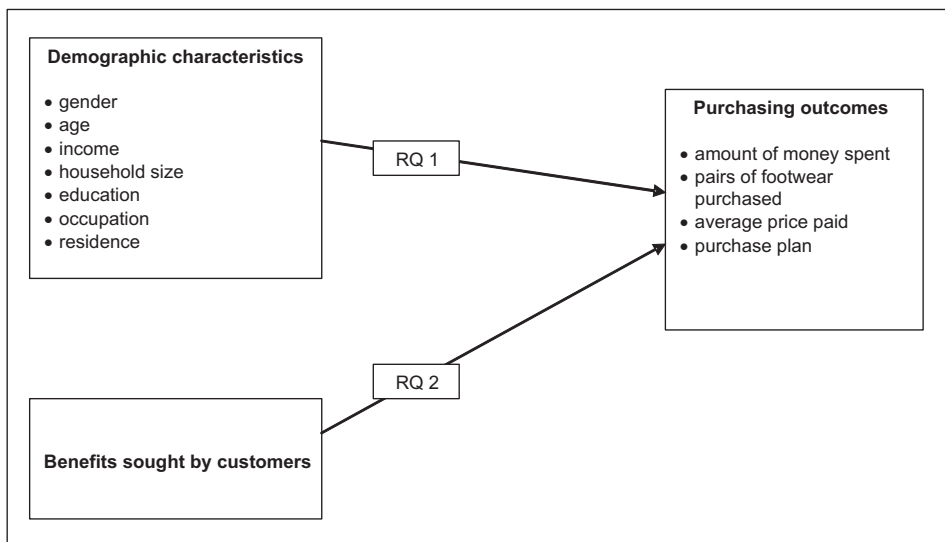 Demographic characteristics
• gender
• age
• income
• household size
• education
• occupation
• residence
RQ 1
Purchasing outcomes
• amount of money spent
• pairs of footwear
purchased
• average price paid
• purchase plan
RQ 2
Benefits sought by customers